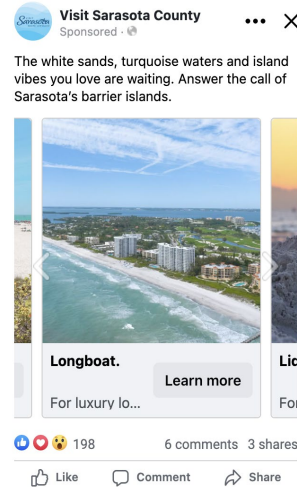 Sarasota
Visit Sarasota County
Sponsored ·
The white sands, turquoise waters and island
vibes you love are waiting. Answer the call of
Sarasota's barrier islands.
Longboat.
Learn more
For luxury lo...
Lid
For
198
6 comments 3 shares
Like Comment Share